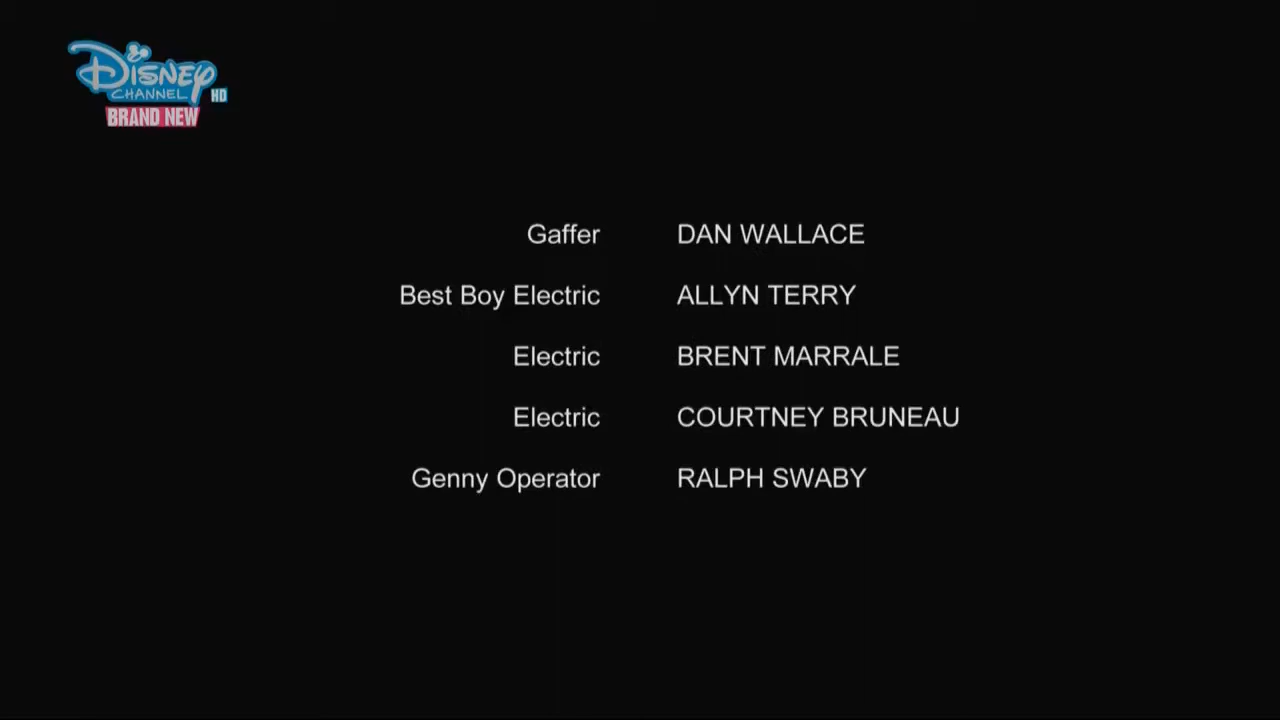 Disney
CHANNEL HD
BRAND NEW
Gaffer DAN WALLACE
Best Boy Electric ALLYN TERRY
Electric BRENT MARRALE
Electric COURTNEY BRUNEAU
Genny Operator RALPH SWABY